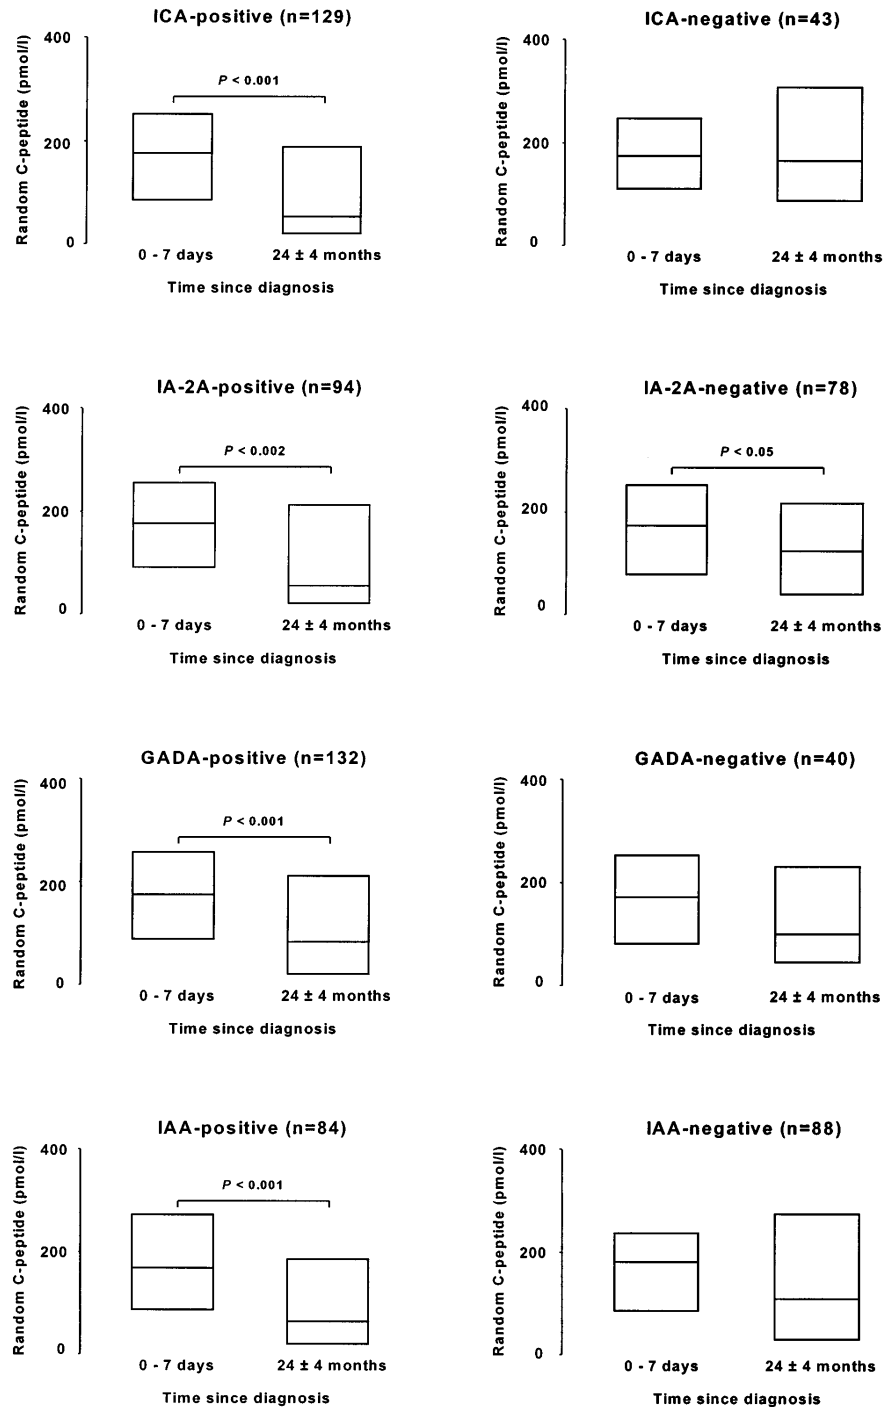 ICA-positive (n=129)
Random C-peptide (pmol/l)
400
200
0
P < 0.001
0 - 7 days
24 ± 4 months
Time since diagnosis
ICA-negative (n=43)
Random C-peptide (pmol/l)
400
200
0
0 - 7 days
24 ± 4 months
Time since diagnosis
IA-2A-positive (n=94)
Random C-peptide (pmol/l)
400
200
0
P < 0.002
0 - 7 days
24 ± 4 months
Time since diagnosis
IA-2A-negative (n=78)
Random C-peptide (pmol/l)
400
200
0
P < 0.05
0 - 7 days
24 ± 4 months
Time since diagnosis
GADA-positive (n=132)
Random C-peptide (pmol/l)
400
200
0
P < 0.001
0 - 7 days
24 ± 4 months
Time since diagnosis
GADA-negative (n=40)
Random C-peptide (pmol/l)
400
200
0
0 - 7 days
24 ± 4 months
Time since diagnosis
IAA-positive (n=84)
Random C-peptide (pmol/l)
400
200
0
P < 0.001
0 - 7 days
24 ± 4 months
Time since diagnosis
IAA-negative (n=88)
Random C-peptide (pmol/l)
400
200
0
0 - 7 days
24 ± 4 months
Time since diagnosis